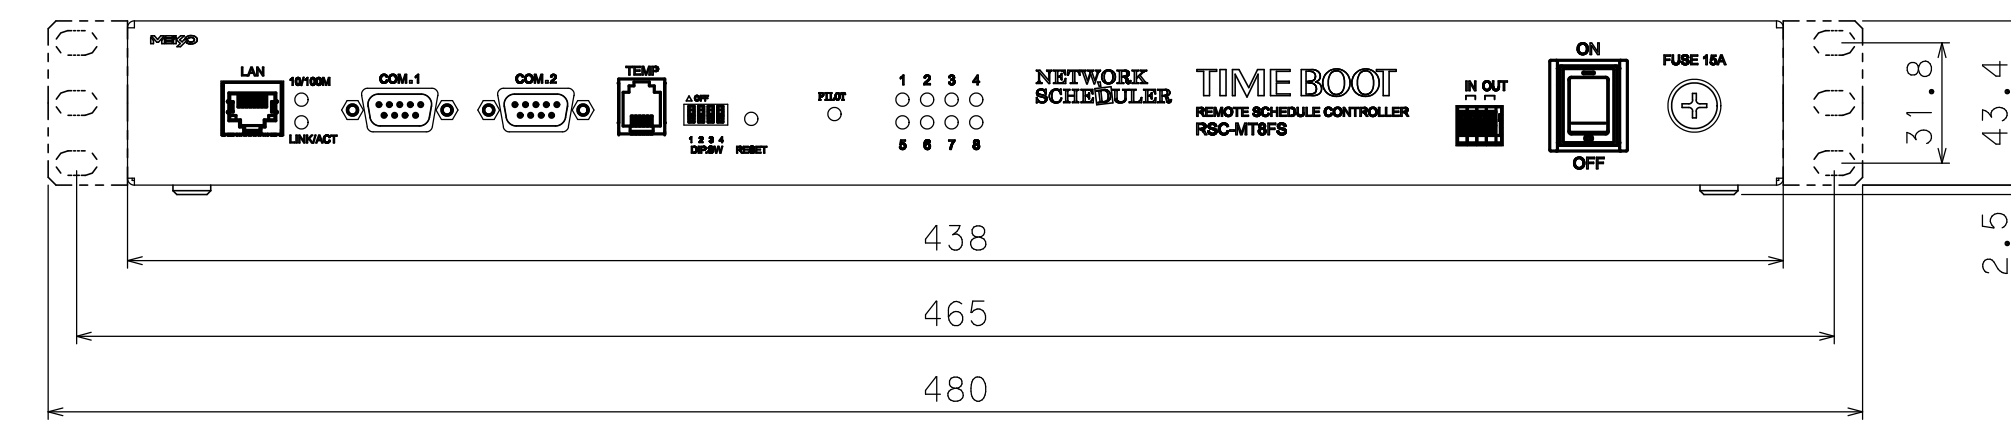 MEIKO
LAN
10/100M
LINK/ACT
COM.1
COM.2
TEMP
△ OFF
1 2 3 4
DIP.SW
RESET
PILOT
1 2 3 4
5 6 7 8
NETWORK
SCHEDULER
TIME BOOT
REMOTE SCHEDULE CONTROLLER
RSC-MT8FS
IN OUT
ON
OFF
FUSE 15A
31.8
43.4
2.5
438
465
480